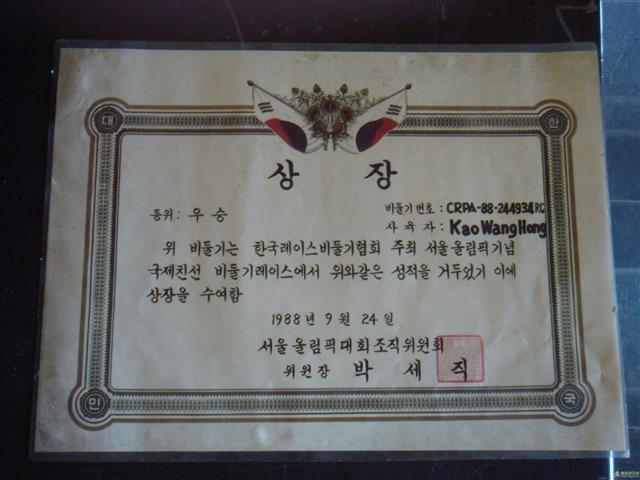 대 한
상 장
등위: 우 승
비둘기 번호 : CRPA-88-244934.RC
사 육 자 : Kao Wang Hong
위 비둘기는 한국레이스비둘기협회 주최 서울올림픽기념
국제친선 비둘기레이스에서 위와같은 성적을 거두었기 이에
상장을 수여함
1988 년 9 월 24 일
서울올림픽대회조직위원회
위원장 박 세 직
민 국